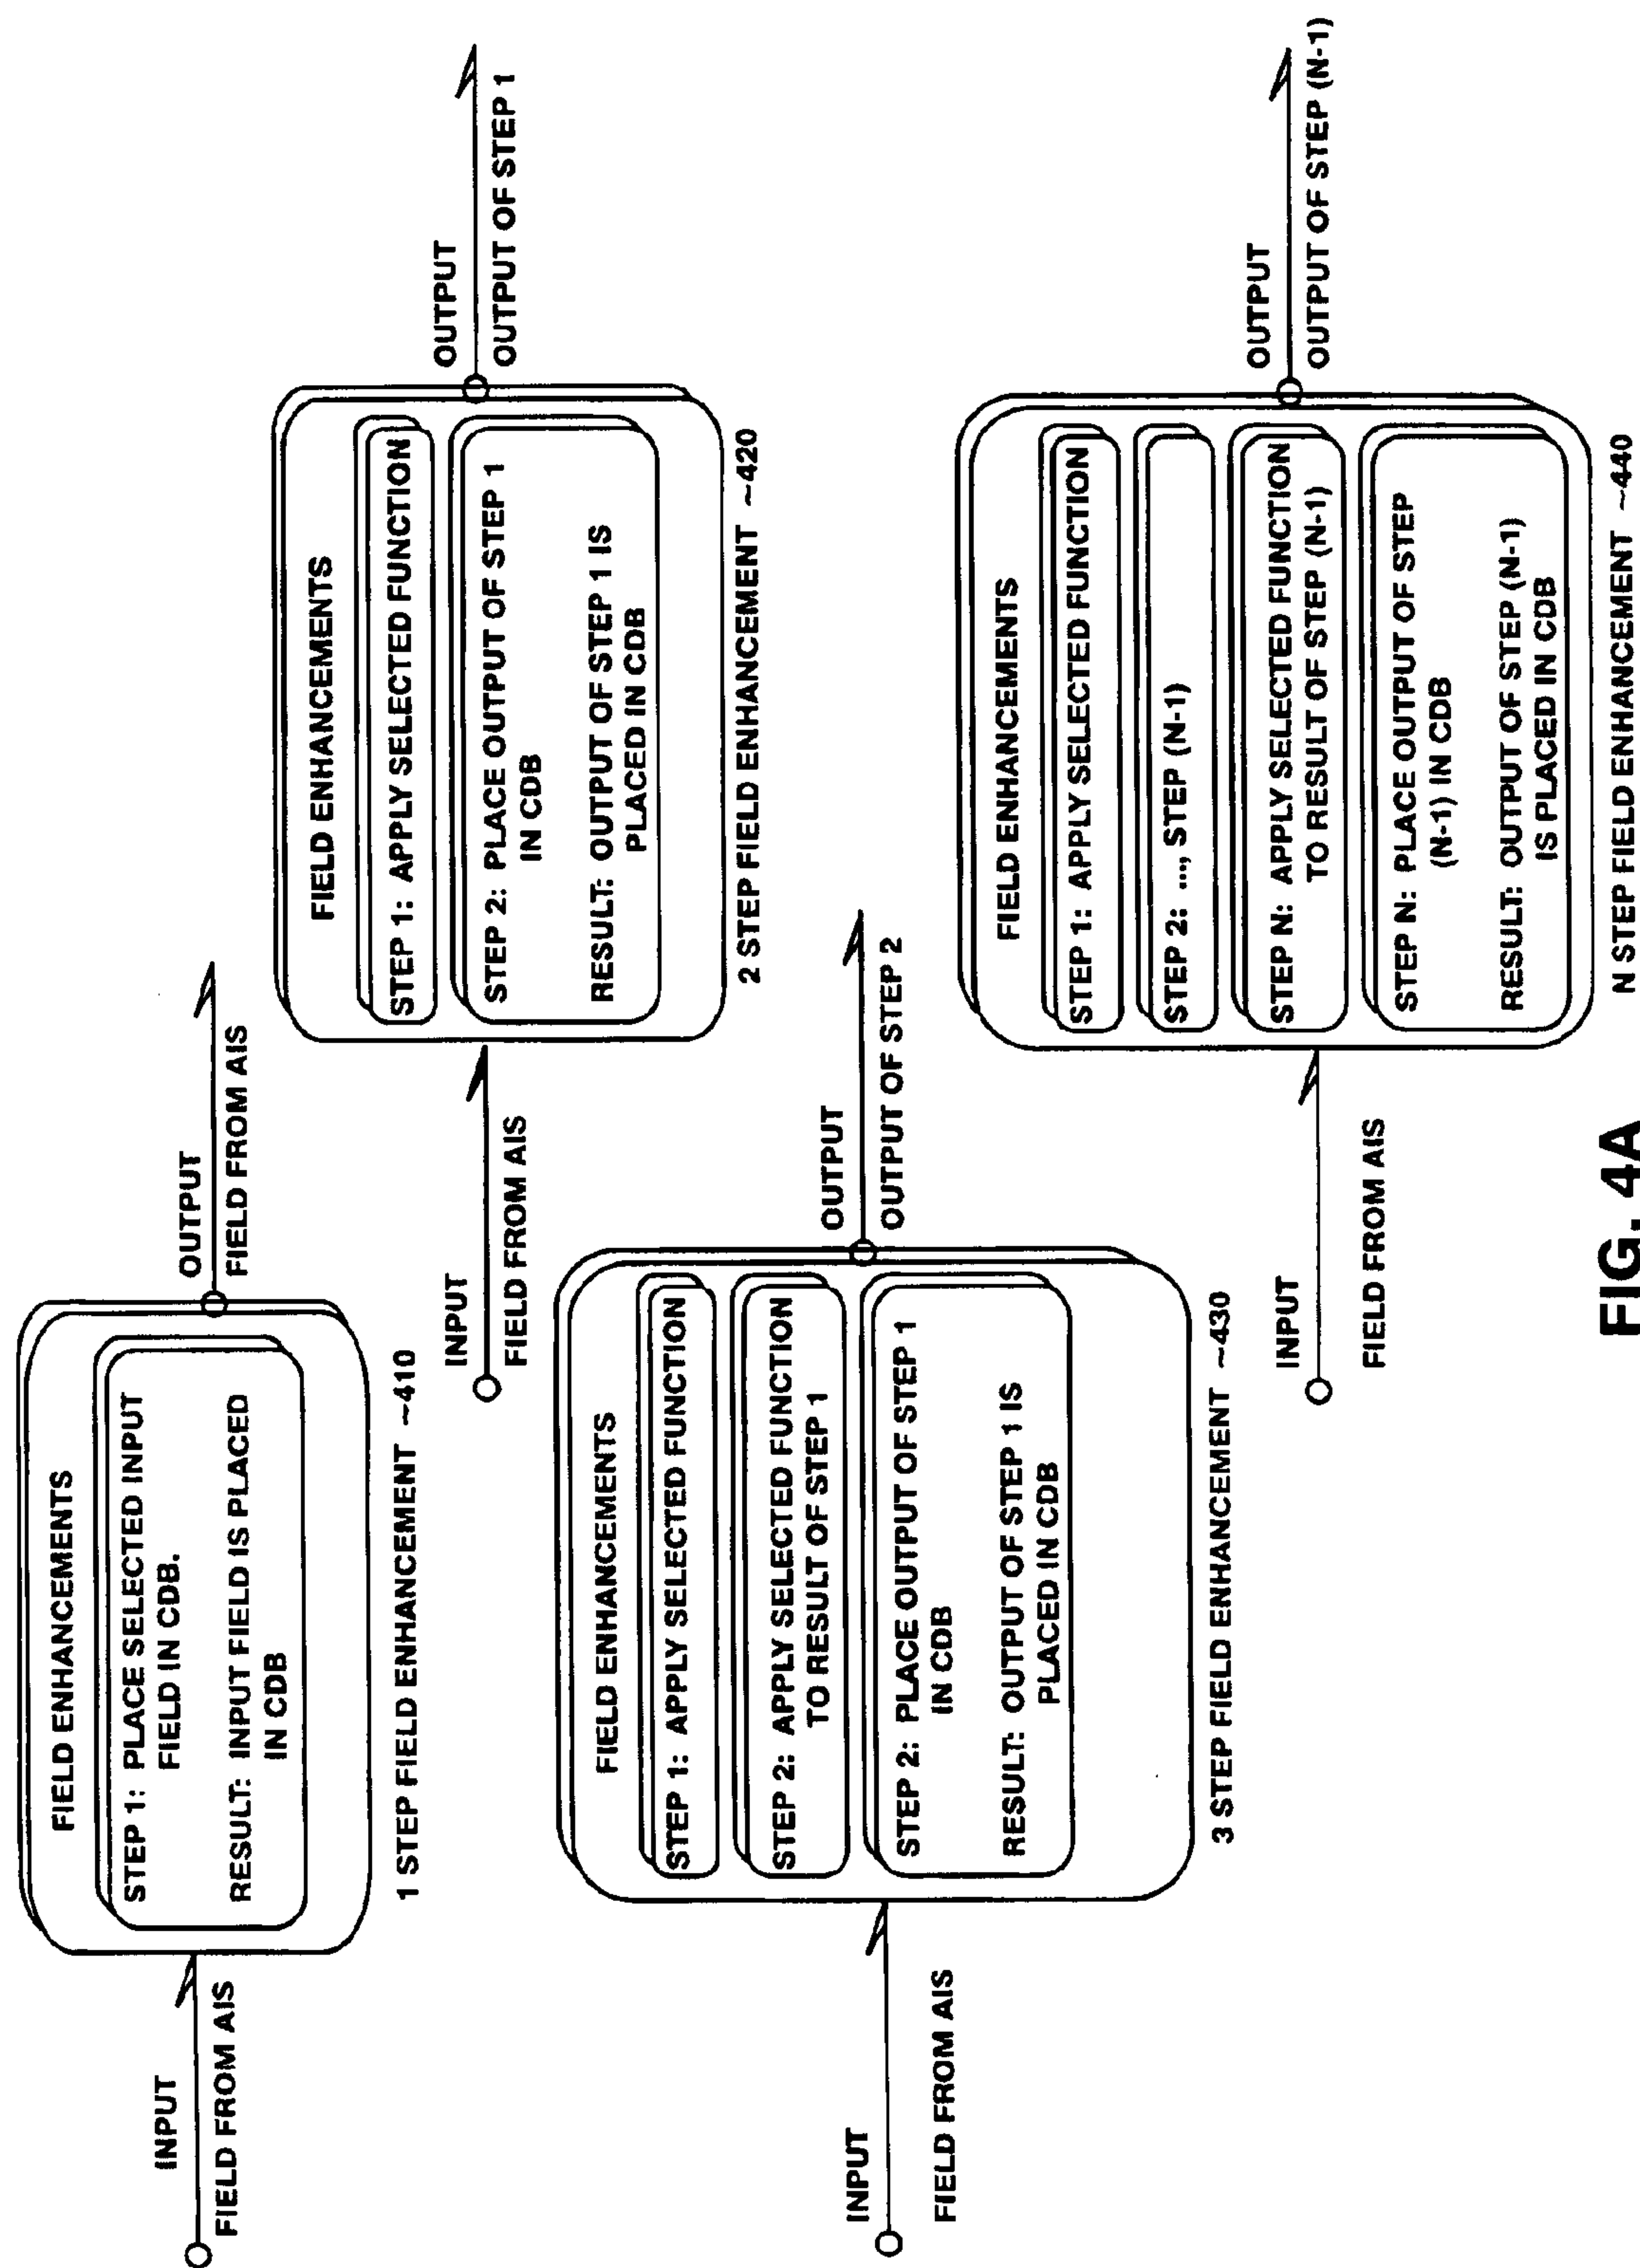 INPUT
FIELD FROM AIS
FIELD ENHANCEMENTS
STEP 1: PLACE SELECTED INPUT
FIELD IN CDB.
RESULT: INPUT FIELD IS PLACED
IN CDB
1 STEP FIELD ENHANCEMENT ~410
OUTPUT
FIELD FROM AIS
INPUT
FIELD FROM AIS
FIELD ENHANCEMENTS
STEP 1: APPLY SELECTED FUNCTION
STEP 2: PLACE OUTPUT OF STEP 1
IN CDB
RESULT: OUTPUT OF STEP 1 IS
PLACED IN CDB
2 STEP FIELD ENHANCEMENT ~420
OUTPUT
OUTPUT OF STEP 1
INPUT
FIELD FROM AIS
FIELD ENHANCEMENTS
STEP 1: APPLY SELECTED FUNCTION
STEP 2: APPLY SELECTED FUNCTION
TO RESULT OF STEP 1
STEP 2: PLACE OUTPUT OF STEP 1
IN CDB
RESULT: OUTPUT OF STEP 1 IS
PLACED IN CDB
3 STEP FIELD ENHANCEMENT ~430
OUTPUT
OUTPUT OF STEP 2
INPUT
FIELD FROM AIS
FIELD ENHANCEMENTS
STEP 1: APPLY SELECTED FUNCTION
STEP 2: ..., STEP (N-1)
STEP N: APPLY SELECTED FUNCTION
TO RESULT OF STEP (N-1)
STEP N: PLACE OUTPUT OF STEP
(N-1) IN CDB
RESULT: OUTPUT OF STEP (N-1)
IS PLACED IN CDB
N STEP FIELD ENHANCEMENT ~440
OUTPUT
OUTPUT OF STEP (N-1)
FIG. 4A